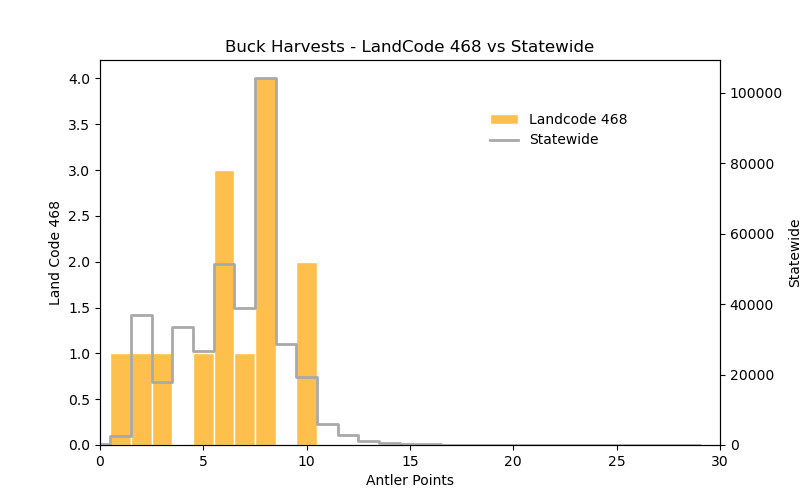 Buck Harvests - LandCode 468 vs Statewide
Landcode 468
Statewide
Land Code 468
4.0
3.5
3.0
2.5
2.0
1.5
1.0
0.5
0.0
100000
80000
60000
40000
20000
0
Statewide
0 5 10 15 20 25 30
Antler Points